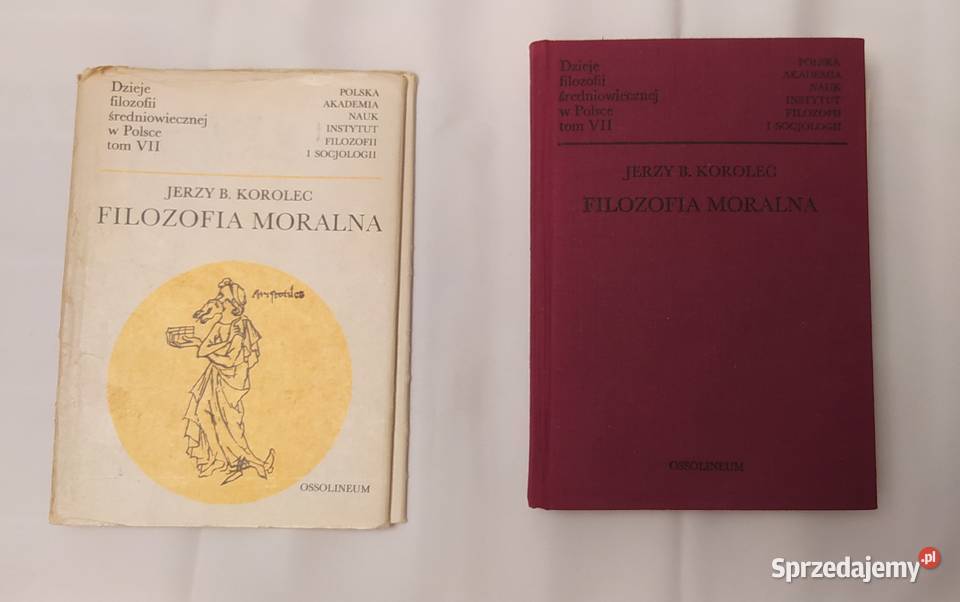 Dzieje
filozofii
średniowiecznej
w Polsce
tom VII
POLSKA
AKADEMIA
NAUK
INSTYTUT
FILOZOFII
I SOCJOLOGII
JERZY B. KOROLEC
FILOZOFIA MORALNA
Aristotiles
OSSOLINEUM
Dzieje
filozofii
średniowiecznej
w Polsce
tom VII
POLSKA
AKADEMIA
NAUK
INSTYTUT
FILOZOFII
I SOCJOLOGII
JERZY B. KOROLEC
FILOZOFIA MORALNA
OSSOLINEUM
Sprzedajemy.pl